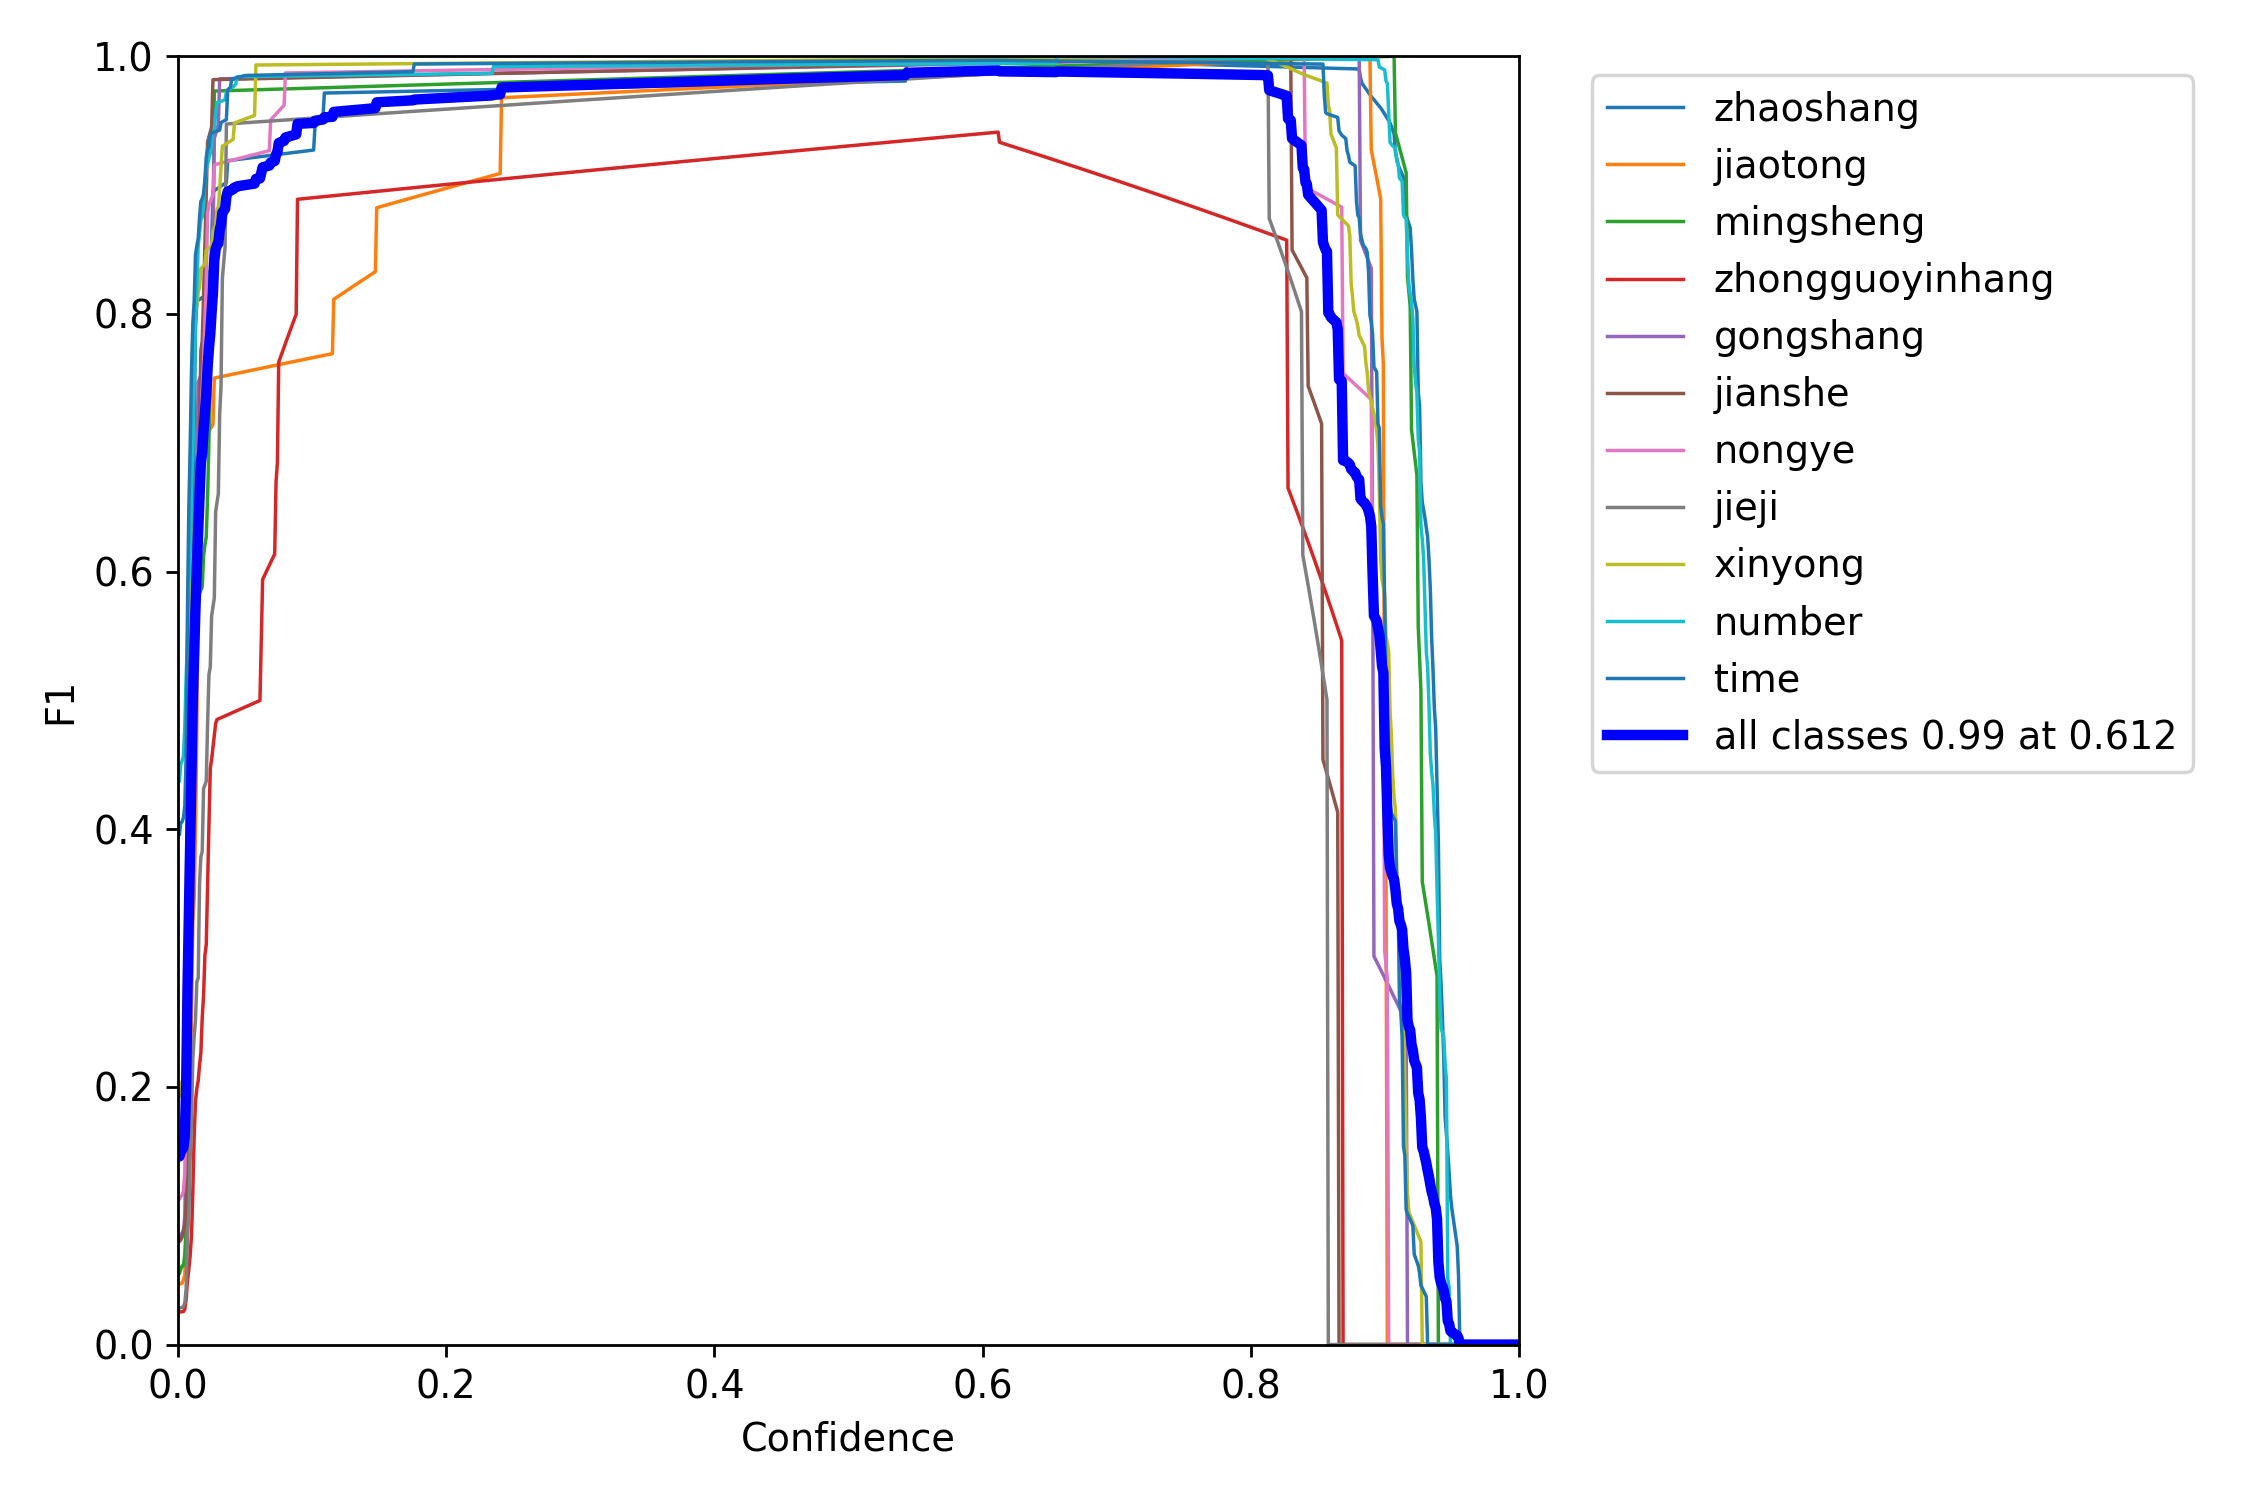 1.0
0.8
0.6
0.4
0.2
0.0
F1
0.0 0.2 0.4 0.6 0.8 1.0
Confidence
zhaoshang
jiaotong
mingsheng
zhongguoyinhang
gongshang
jianshe
nongye
jieji
xinyong
number
time
all classes 0.99 at 0.612